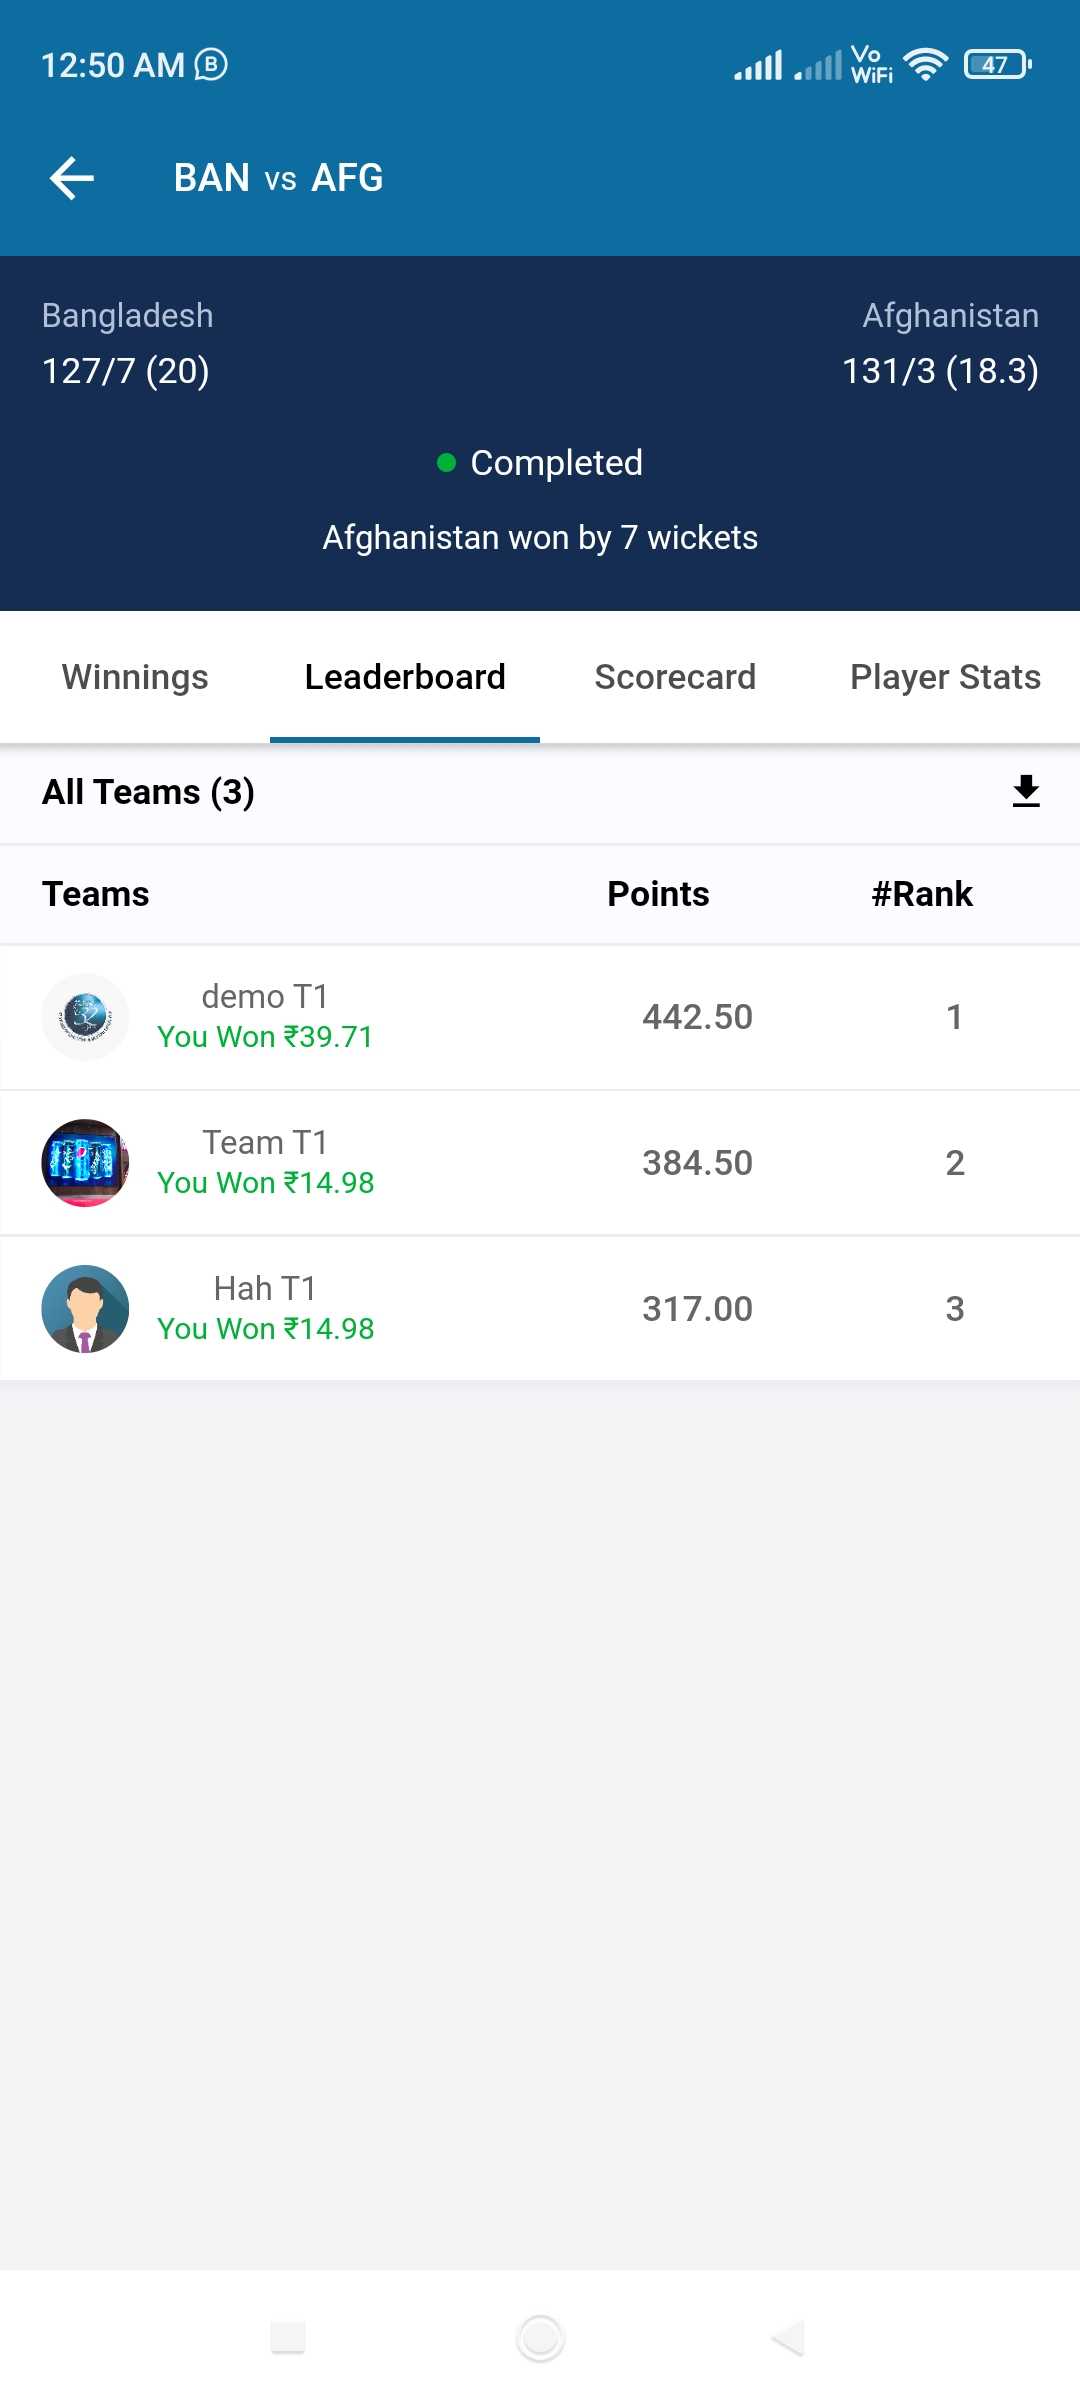 12:50 AM B
Vo
WiFi
47
BAN vs AFG
Bangladesh
Afghanistan
127/7 (20)
131/3 (18.3)
Completed
Afghanistan won by 7 wickets
Winnings Leaderboard Scorecard Player Stats
All Teams (3)
Teams Points #Rank
demo T1
You Won ₹39.71
442.50 1
Team T1
You Won ₹14.98
384.50 2
Hah T1
You Won ₹14.98
317.00 3